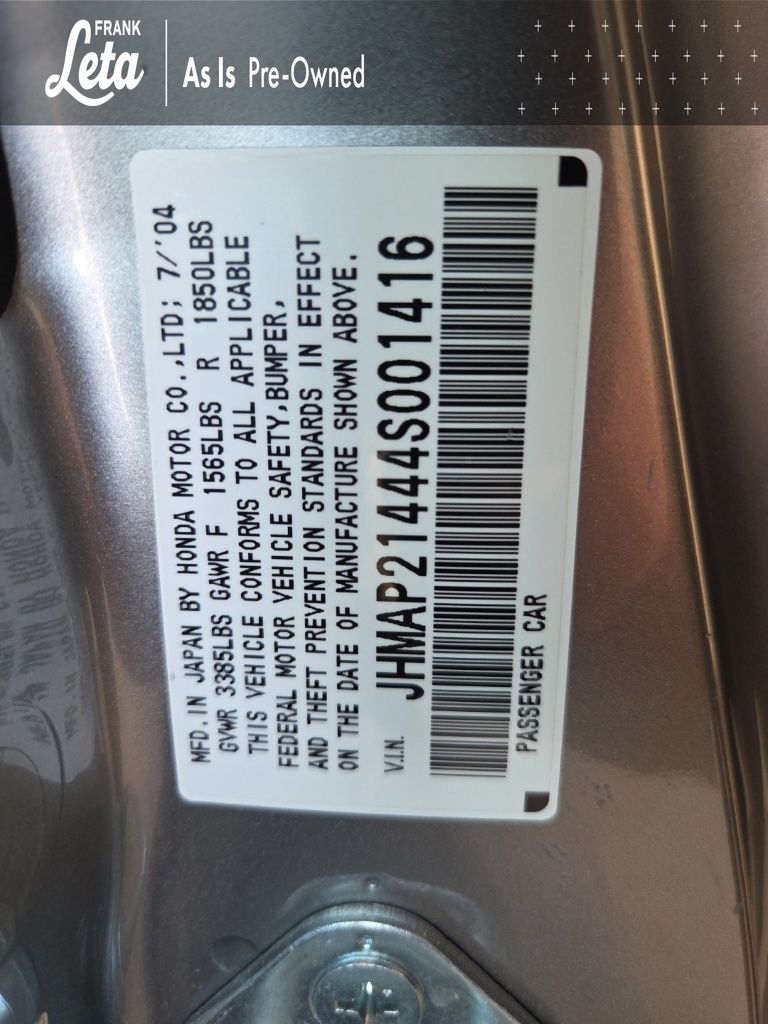 FRANK
Leta
As Is Pre-Owned
MFD. IN JAPAN BY HONDA MOTOR CO.,LTD; 7/'04
GVWR 3385LBS GAWR F 1565LBS R 1850LBS
THIS VEHICLE CONFORMS TO ALL APPLICABLE
FEDERAL MOTOR VEHICLE SAFETY,BUMPER,
AND THEFT PREVENTION STANDARDS IN EFFECT
ON THE DATE OF MANUFACTURE SHOWN ABOVE.
V.I.N. JHMAP21444S001416
PASSENGER CAR